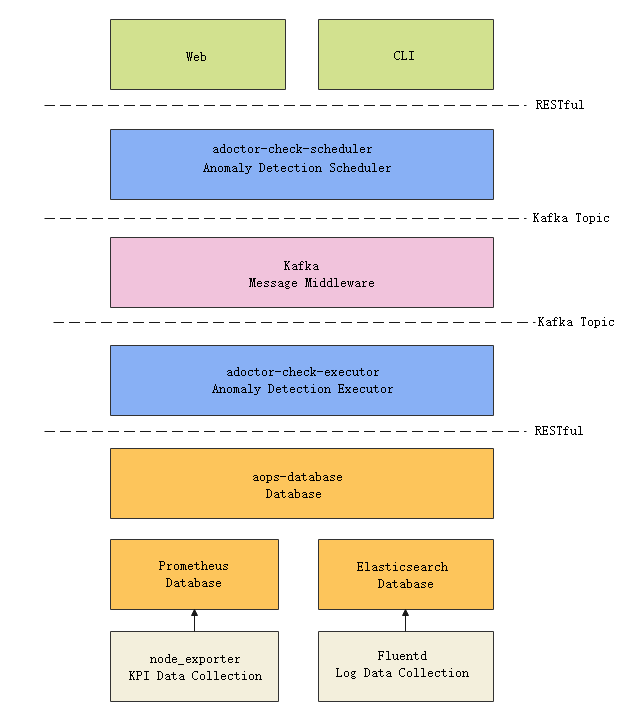 Web
CLI
RESTful
adoctor-check-scheduler
Anomaly Detection Scheduler
Kafka Topic
Kafka
Message Middleware
Kafka Topic
adoctor-check-executor
Anomaly Detection Executor
RESTful
aops-database
Database
Prometheus
Database
Elasticsearch
Database
node_exporter
KPI Data Collection
Fluentd
Log Data Collection